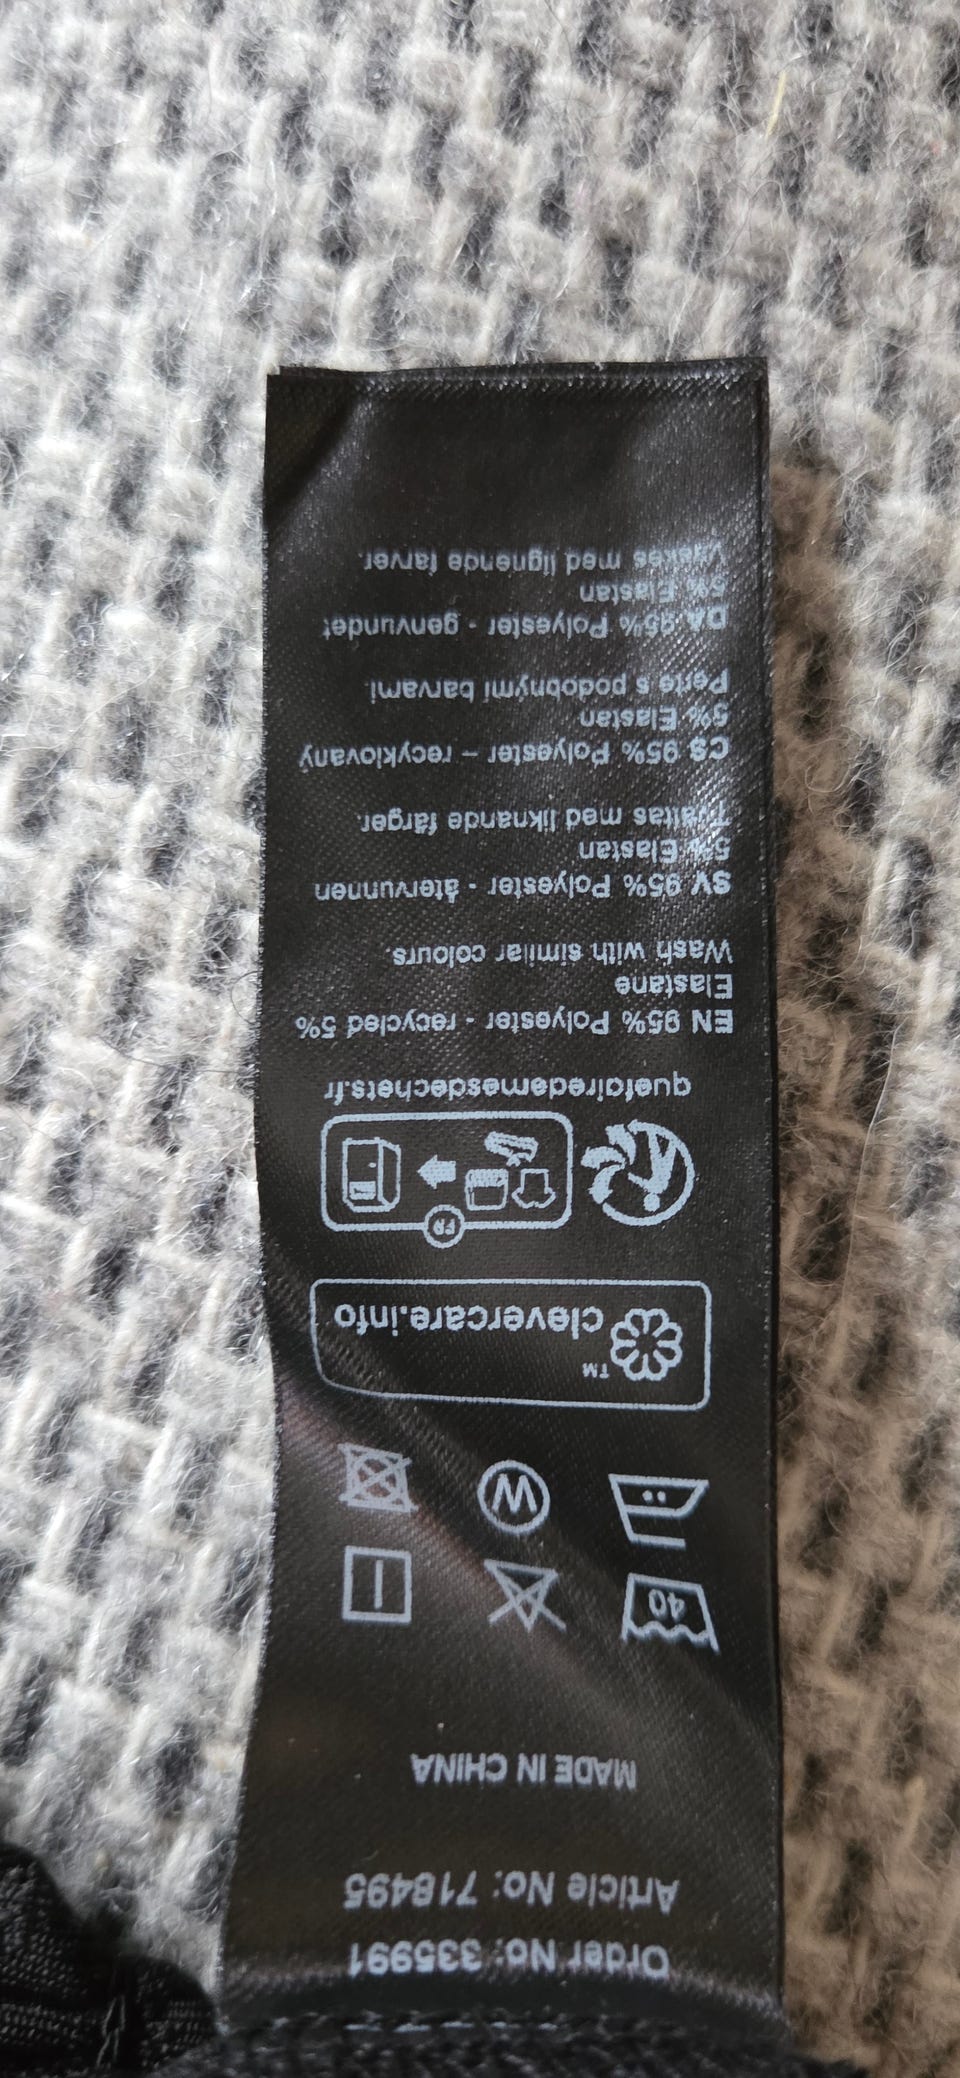 Order No: 335991
Article No: 718495
MADE IN CHINA
40
W
clevercare.info
TM
FR
quefairedemesdechets.fr
EN 95% Polyester - recycled 5%
Elastane
Wash with similar colours.
SV 95% Polyester - återvunnen
5% Elastan
Tvättas med liknande färger.
CS 95% Polyester – recyklovaný
5% Elastan
Perte s podobnými barvami.
DA 95% Polyester - genvundet
5% Elastan
Vaskes med lignende farver.